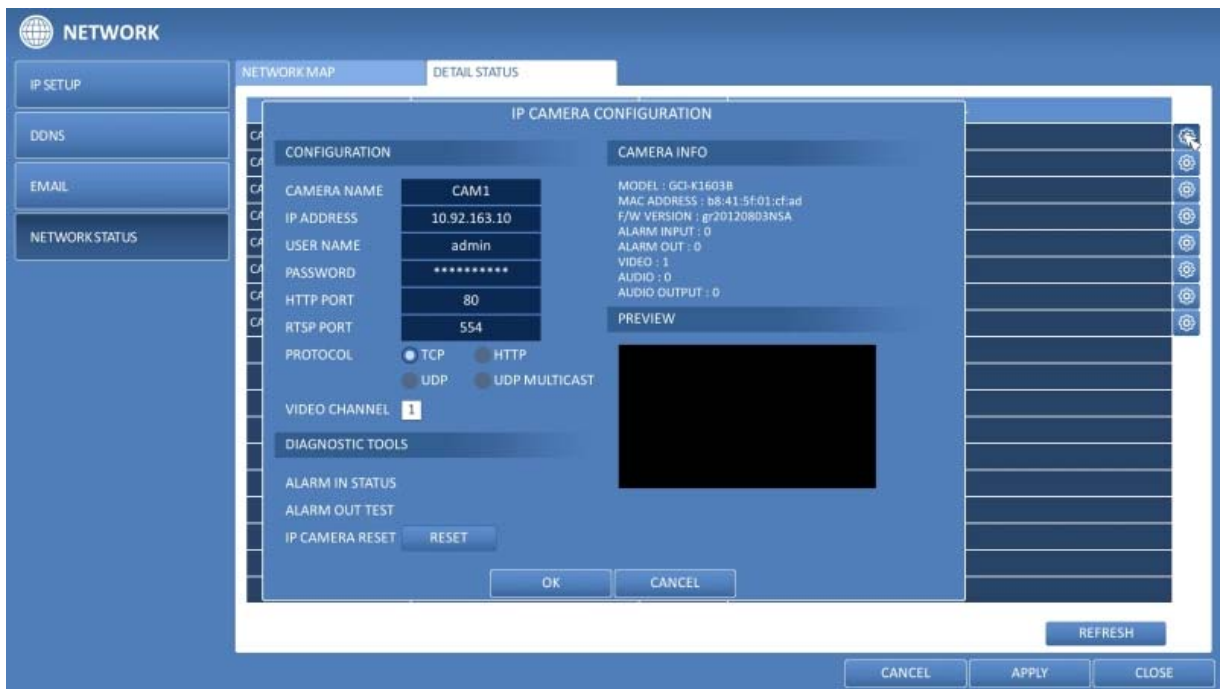 NETWORK
IP SETUP
DDNS
EMAIL
NETWORK STATUS
NETWORK MAP
DETAIL STATUS
IP CAMERA CONFIGURATION
CONFIGURATION
CAMERA NAME CAM1
IP ADDRESS 10.92.163.10
USER NAME admin
PASSWORD **********
HTTP PORT 80
RTSP PORT 554
PROTOCOL TCP HTTP
UDP UDP MULTICAST
VIDEO CHANNEL 1
DIAGNOSTIC TOOLS
ALARM IN STATUS
ALARM OUT TEST
IP CAMERA RESET RESET
CAMERA INFO
MODEL : GCI-K1603B
MAC ADDRESS : b8:41:5f:01:cf:ad
F/W VERSION : gr20120803NSA
ALARM INPUT : 0
ALARM OUT : 0
VIDEO : 1
AUDIO : 0
AUDIO OUTPUT : 0
PREVIEW
OK CANCEL
REFRESH
CANCEL APPLY CLOSE